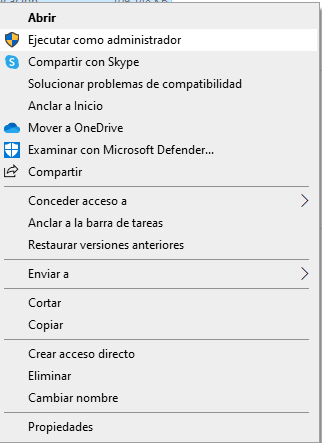 Abrir
Ejecutar como administrador
Compartir con Skype
Solucionar problemas de compatibilidad
Anclar a Inicio
Mover a OneDrive
Examinar con Microsoft Defender...
Compartir
Conceder acceso a
Anclar a la barra de tareas
Restaurar versiones anteriores
Enviar a
Cortar
Copiar
Crear acceso directo
Eliminar
Cambiar nombre
Propiedades